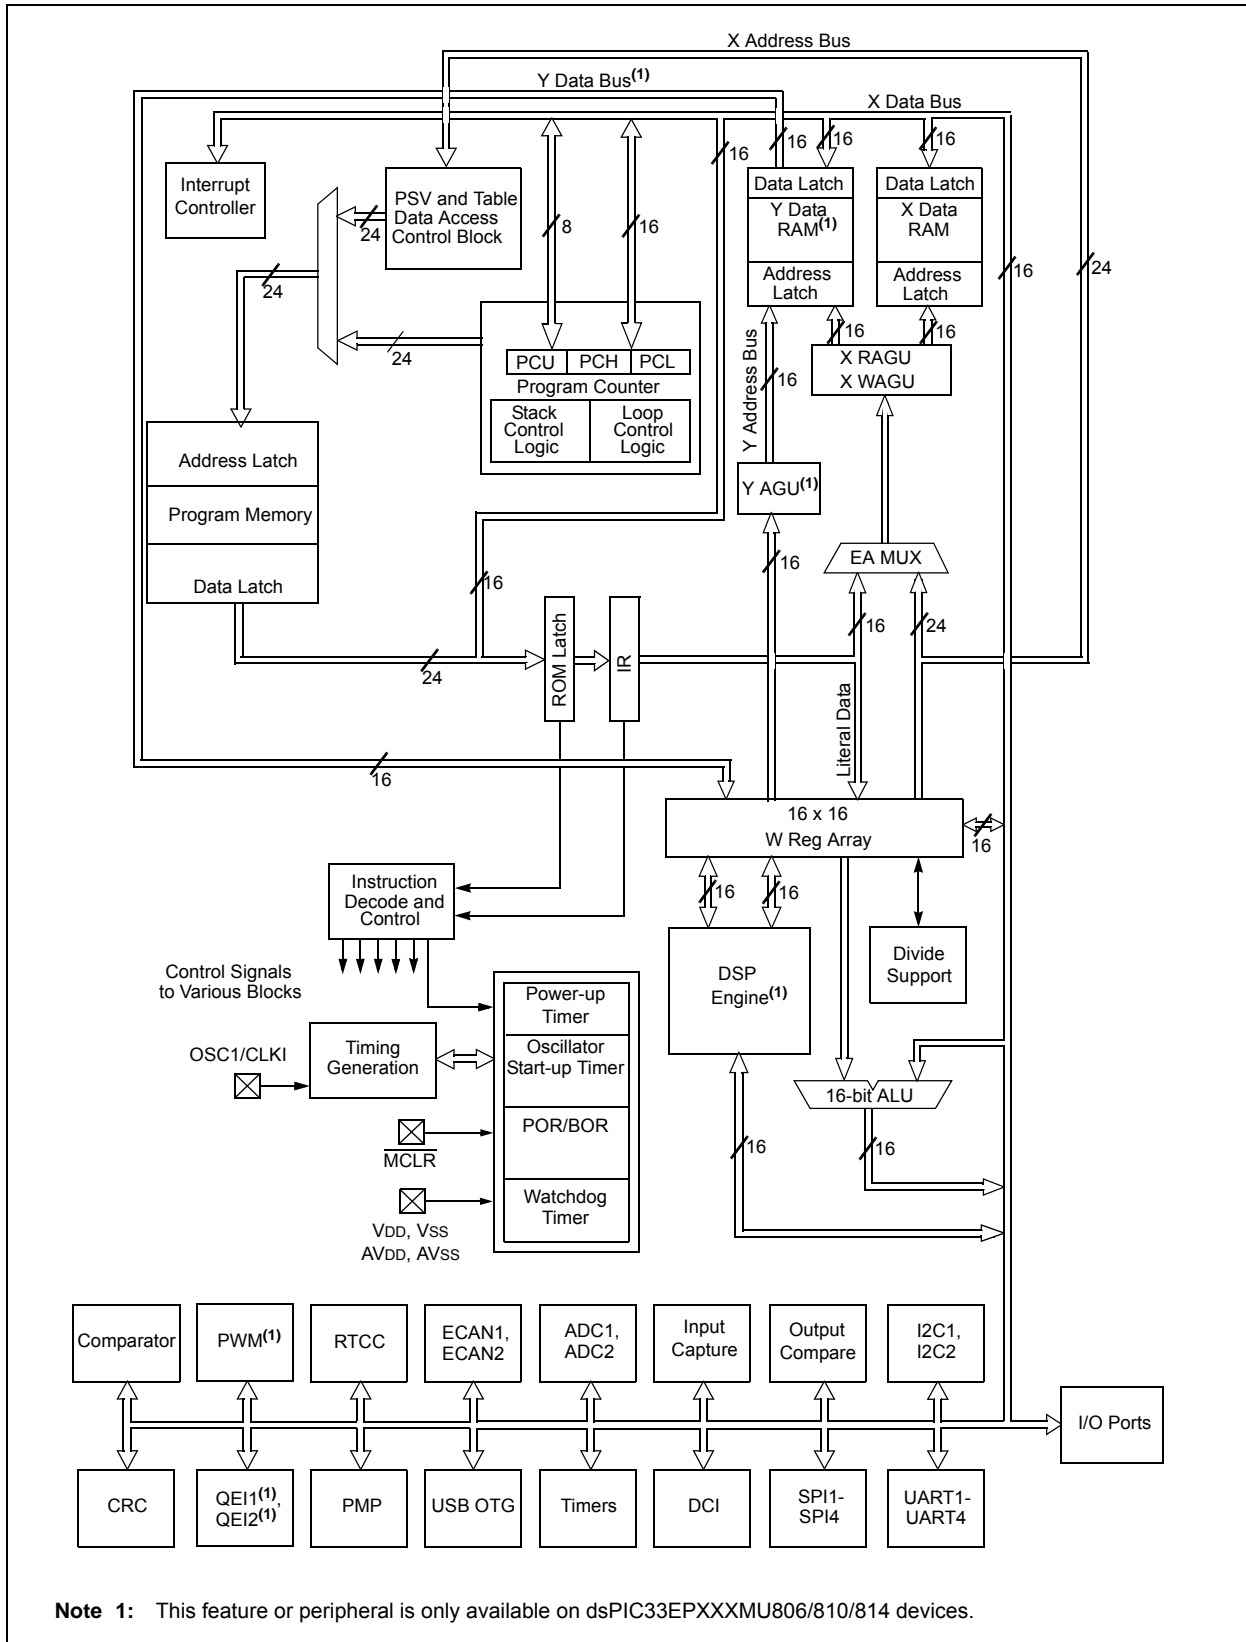 X Address Bus
Y Data Bus(1)
X Data Bus
16
16
16
16
Interrupt
Controller
PSV and Table
Data Access
Control Block
24
8
16
Data Latch
Y Data
RAM(1)
Address
Latch
Data Latch
X Data
RAM
Address
Latch
16
24
24
24
16
16
X RAGU
X WAGU
PCU
PCH
PCL
Program Counter
Stack
Control
Logic
Loop
Control
Logic
Y Address Bus
16
Address Latch
Program Memory
Data Latch
Y AGU(1)
EA MUX
16
16
16
24
24
ROM Latch
IR
Literal Data
16
16 x 16
W Reg Array
16
Instruction
Decode and
Control
16
16
Control Signals
to Various Blocks
DSP
Engine(1)
Divide
Support
OSC1/CLKI
Timing
Generation
Power-up
Timer
Oscillator
Start-up Timer
POR/BOR
Watchdog
Timer
MCLR
VDD, VSS
AVDD, AVSS
16-bit ALU
16
16
Comparator
PWM(1)
RTCC
ECAN1,
ECAN2
ADC1,
ADC2
Input
Capture
Output
Compare
I2C1,
I2C2
I/O Ports
CRC
QEI1(1),
QEI2(1)
PMP
USB OTG
Timers
DCI
SPI1-
SPI4
UART1-
UART4
Note 1: This feature or peripheral is only available on dsPIC33EPXXXMU806/810/814 devices.